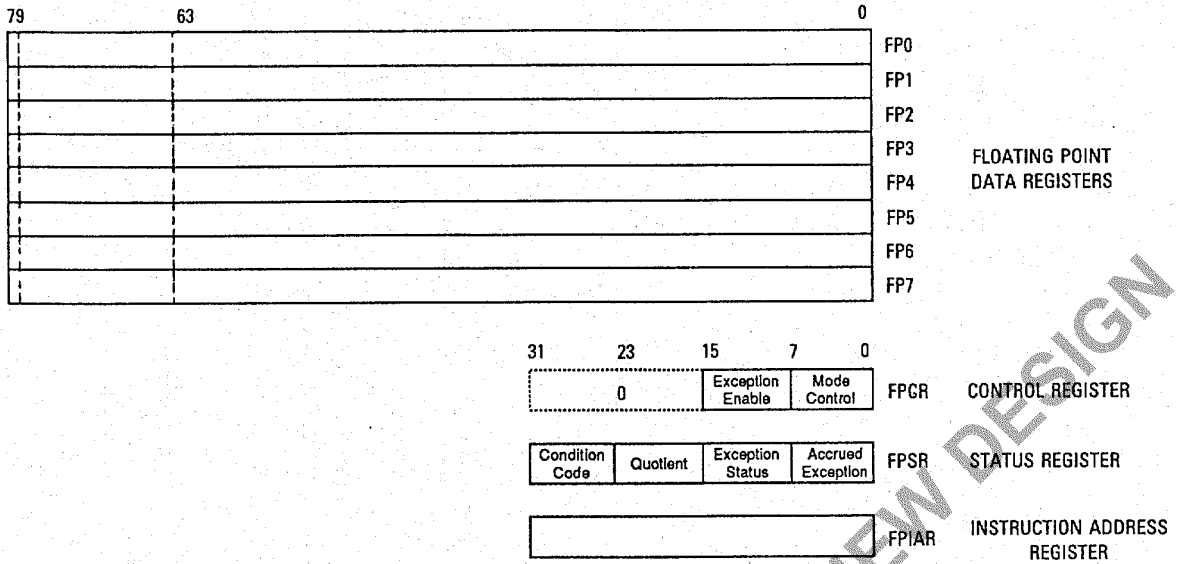 79 63 0
FP0
FP1
FP2
FP3
FP4
FP5
FP6
FP7
FLOATING POINT
DATA REGISTERS
31 23 15 7 0
0
Exception
Enable
Mode
Control
FPCR
CONTROL REGISTER
Condition
Code
Quotient
Exception
Status
Accrued
Exception
FPSR
STATUS REGISTER
FPIAR
INSTRUCTION ADDRESS
REGISTER
EW DESIGN